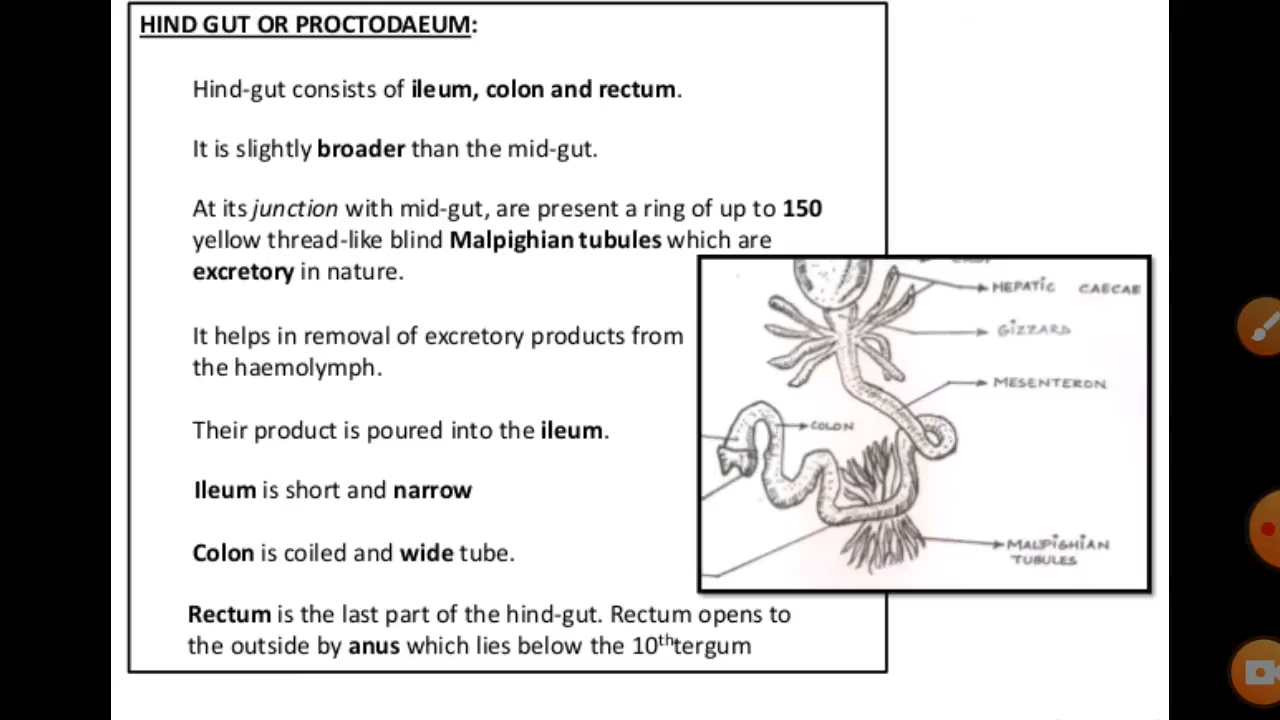 HIND GUT OR PROCTODAEUM:
Hind-gut consists of ileum, colon and rectum.
It is slightly broader than the mid-gut.
At its junction with mid-gut, are present a ring of up to 150
yellow thread-like blind Malpighian tubules which are
excretory in nature.
It helps in removal of excretory products from
the haemolymph.
Their product is poured into the ileum.
Ileum is short and narrow
Colon is coiled and wide tube.
Rectum is the last part of the hind-gut. Rectum opens to
the outside by anus which lies below the 10thtergum
HEPATIC CAECAE
GIZZARD
MESENTERON
COLON
MALPIGHIAN
TUBULES